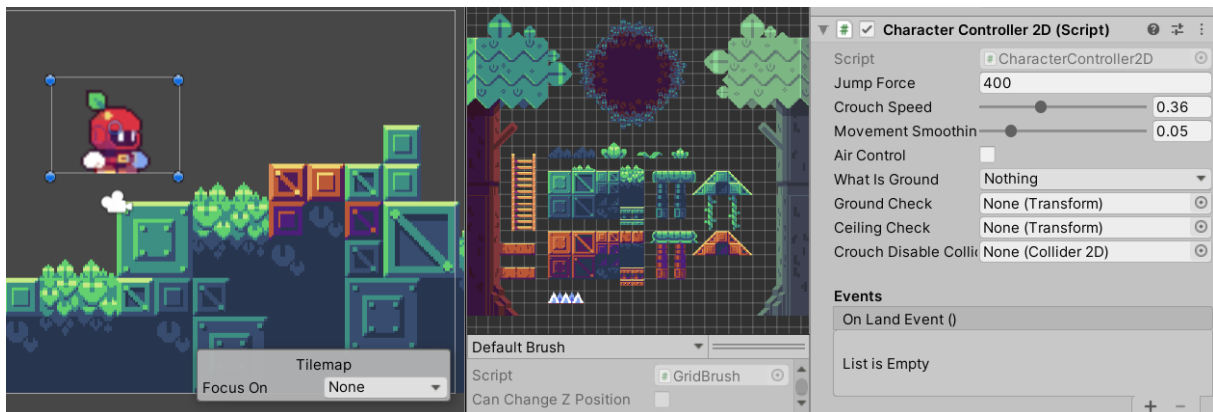 Tilemap
Focus On None
Default Brush
Script GridBrush
Can Change Z Position
Character Controller 2D (Script)
Script CharacterController2D
Jump Force 400
Crouch Speed 0.36
Movement Smoothin 0.05
Air Control
What Is Ground Nothing
Ground Check None (Transform)
Ceiling Check None (Transform)
Crouch Disable Colli None (Collider 2D)
Events
On Land Event ()
List is Empty